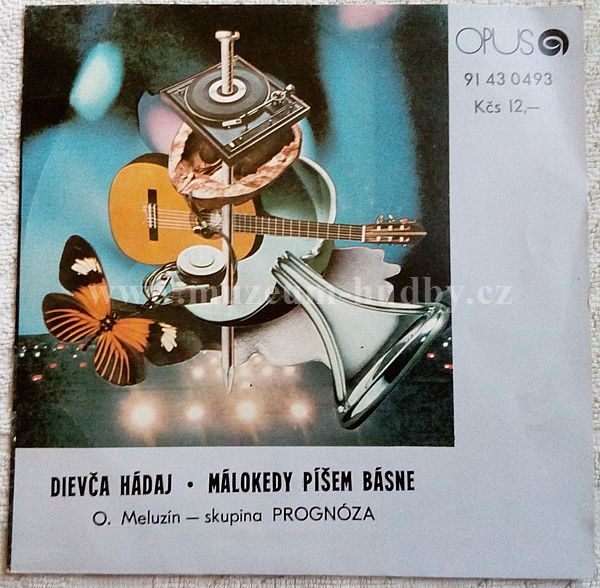 OPUS
91 43 0493
Kčs 12,–
www.muzeum-hudby.cz
DIEVČA HÁDAJ • MÁLOKEDY PÍŠEM BÁSNE
O. Meluzín – skupina PROGNÓZA